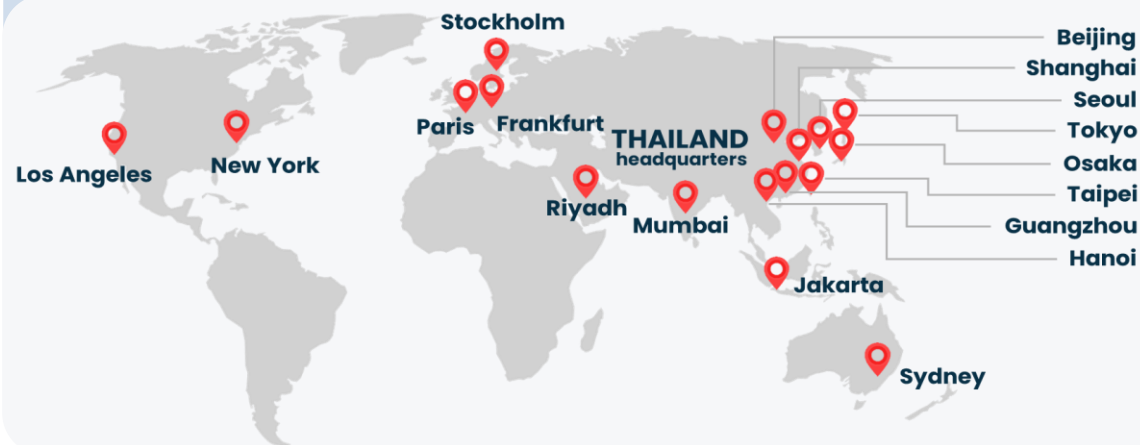 Stockholm
Beijing
Shanghai
Seoul
Paris
Frankfurt
THAILAND
headquarters
Tokyo
Los Angeles
New York
Osaka
Riyadh
Mumbai
Taipei
Guangzhou
Hanoi
Jakarta
Sydney